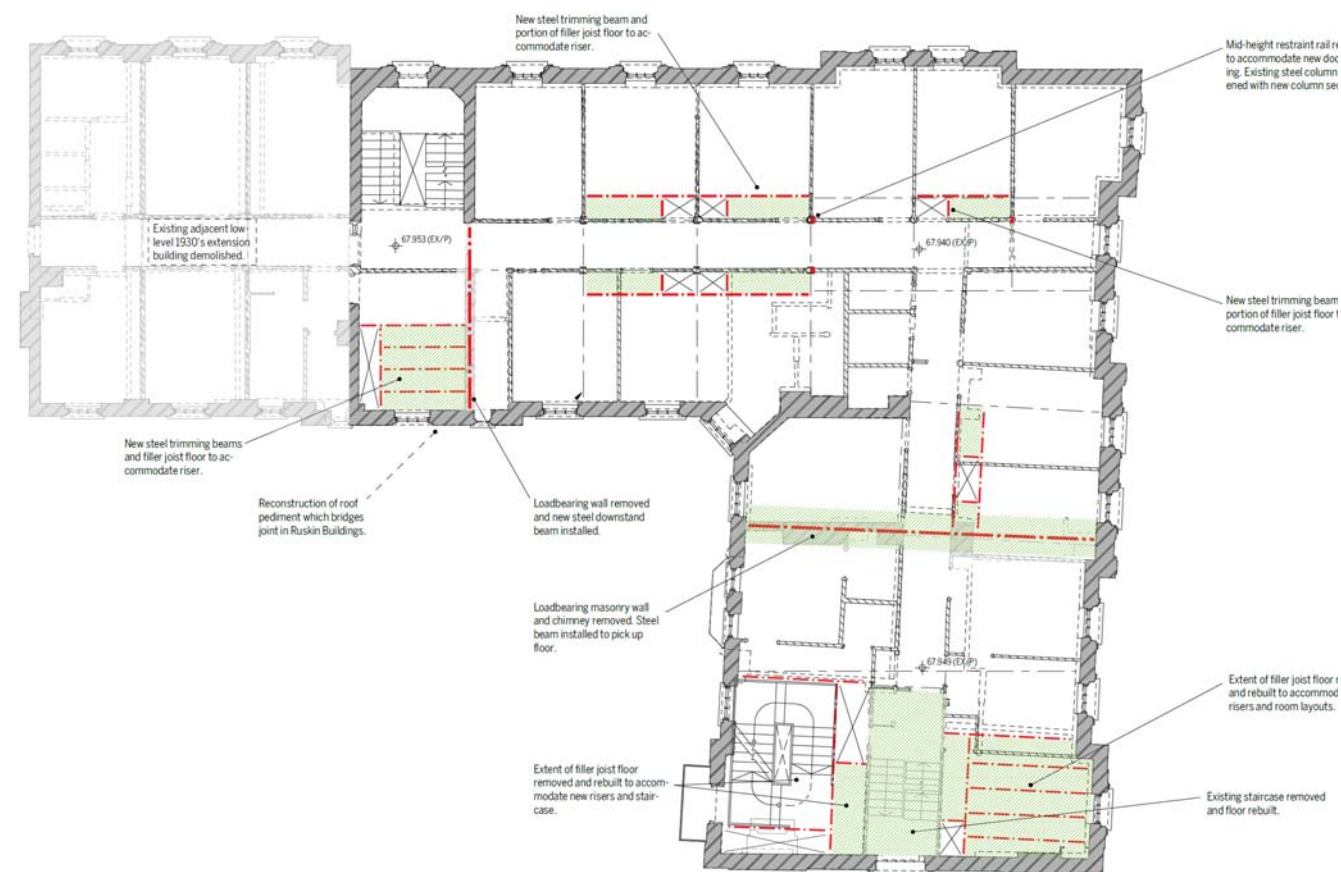 New steel trimming beam and
portion of filler joist floor to ac-
commodate riser.
Mid-height restraint rail
to accommodate new
ing. Existing steel column
ened with new column
Existing adjacent low
level 1930's extension
building demolished.
67.953 (EX/P)
67.940 (EX/P)
New steel trimming beam
portion of filler joist floor
commodate riser.
New steel trimming beams
and filler joist floor to ac-
commodate riser.
Reconstruction of roof
pediment which bridges
joint in Ruskin Buildings.
Loadbearing wall removed
and new steel downstand
beam installed.
Loadbearing masonry wall
and chimney removed. Steel
beam installed to pick up
floor.
67.949 (EX/P)
Extent of filler joist floor
and rebuilt to
risers and room layouts.
Extent of filler joist floor
removed and rebuilt to accom-
modate new risers and stair-
case.
Existing staircase removed
and floor rebuilt.